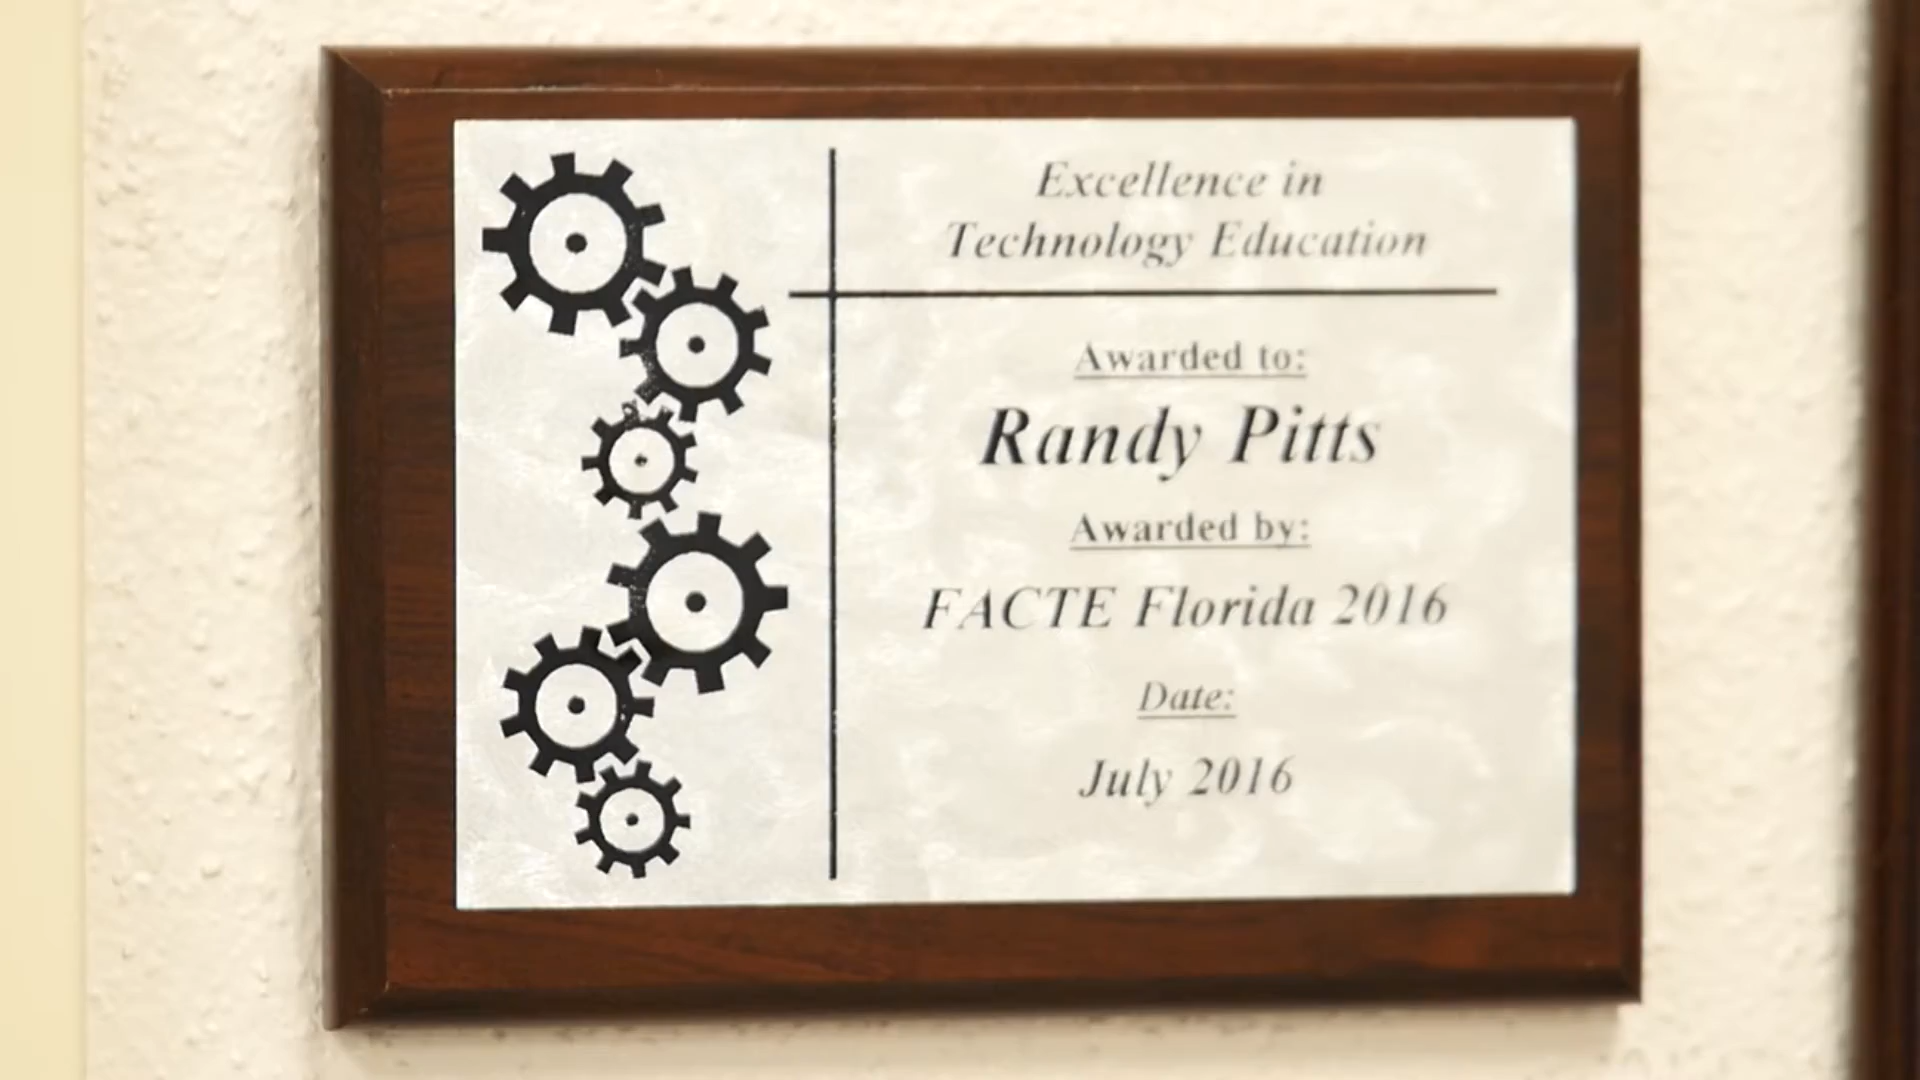 Excellence in
Technology Education
Awarded to:
Randy Pitts
Awarded by:
FACTE Florida 2016
Date:
July 2016